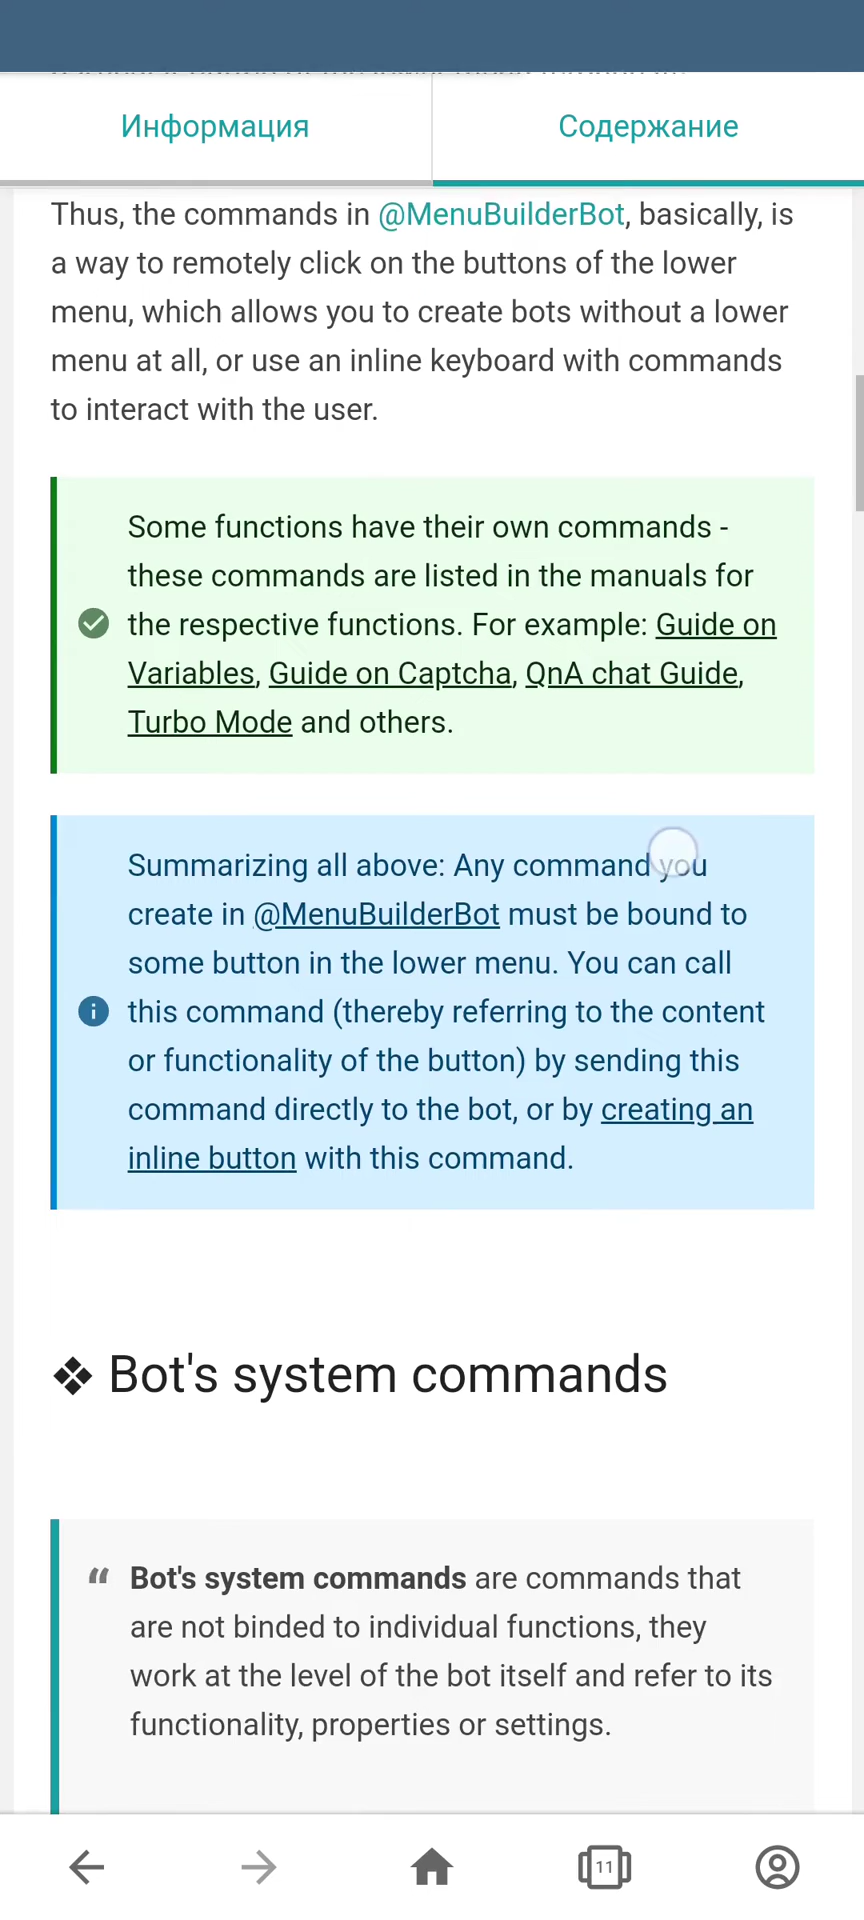 Информация
Содержание
Thus, the commands in @MenuBuilderBot, basically, is
a way to remotely click on the buttons of the lower
menu, which allows you to create bots without a lower
menu at all, or use an inline keyboard with commands
to interact with the user.
Some functions have their own commands -
these commands are listed in the manuals for
the respective functions. For example: Guide on
Variables, Guide on Captcha, QnA chat Guide,
Turbo Mode and others.
Summarizing all above: Any command you
create in @MenuBuilderBot must be bound to
some button in the lower menu. You can call
this command (thereby referring to the content
or functionality of the button) by sending this
command directly to the bot, or by creating an
inline button with this command.
❖ Bot's system commands
“ Bot's system commands are commands that
are not binded to individual functions, they
work at the level of the bot itself and refer to its
functionality, properties or settings.
11